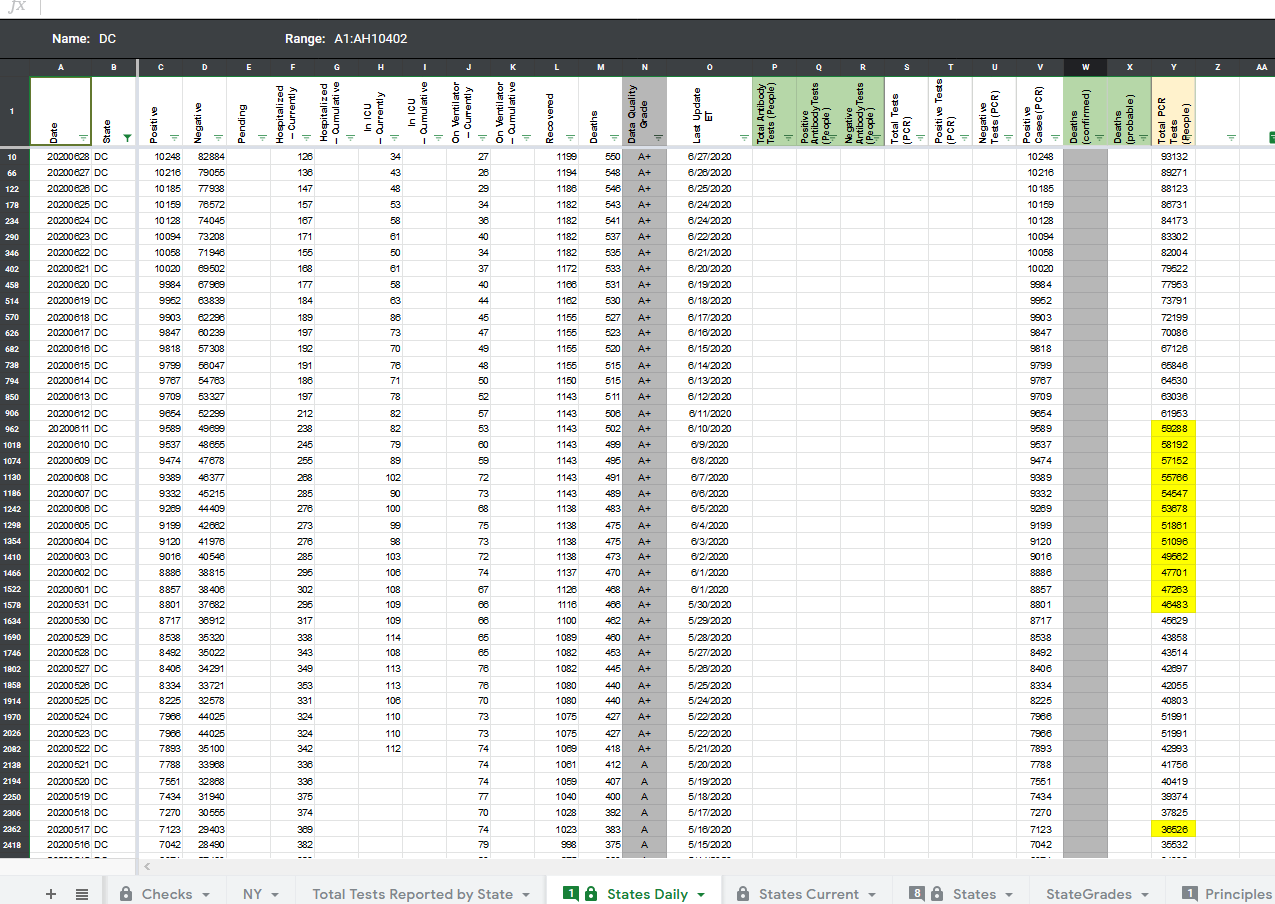 fx
Name: DC Range: A1:AH10402
A B C D E F G H I J K L M N O P Q R S T U V W X Y Z AA
1 Date State Positive Negative Pending Hospitalized – Currently Hospitalized – Cumulative In ICU – Currently In ICU – Cumulative On Ventilator – Currently On Ventilator – Cumulative Recovered Deaths Data Quality Grade Last Update ET Total Antibody Tests (People) Positive Antibody Tests (People) Negative Antibody Tests (People) Total Tests (PCR) Positive Tests (PCR) Negative Tests (PCR) Positive Cases (PCR) Deaths (confirmed) Deaths (probable) Total PCR Tests (People)
10 20200628 DC 10248 82884 126 34 27 1199 550 A+ 6/27/2020 10248 93132
66 20200627 DC 10216 79055 136 43 26 1194 548 A+ 6/26/2020 10216 89271
122 20200626 DC 10185 77938 147 48 29 1186 546 A+ 6/25/2020 10185 88123
178 20200625 DC 10159 76572 157 53 34 1182 543 A+ 6/24/2020 10159 86731
234 20200624 DC 10128 74045 167 58 36 1182 541 A+ 6/24/2020 10128 84173
290 20200623 DC 10094 73208 171 61 40 1182 537 A+ 6/22/2020 10094 83302
346 20200622 DC 10058 71946 155 50 34 1182 535 A+ 6/21/2020 10058 82004
402 20200621 DC 10020 69502 168 61 37 1172 533 A+ 6/20/2020 10020 79522
458 20200620 DC 9984 67969 177 58 40 1166 531 A+ 6/19/2020 9984 77953
514 20200619 DC 9952 63839 184 63 44 1162 530 A+ 6/18/2020 9952 73791
570 20200618 DC 9903 62296 189 86 45 1155 527 A+ 6/17/2020 9903 72199
626 20200617 DC 9847 60239 197 73 47 1155 523 A+ 6/16/2020 9847 70086
682 20200616 DC 9818 57308 192 70 49 1155 520 A+ 6/15/2020 9818 67126
738 20200615 DC 9799 56047 191 76 48 1155 515 A+ 6/14/2020 9799 65846
794 20200614 DC 9767 54763 186 71 50 1150 515 A+ 6/13/2020 9767 64530
850 20200613 DC 9709 53327 197 78 52 1143 511 A+ 6/12/2020 9709 63036
906 20200612 DC 9654 52299 212 82 57 1143 506 A+ 6/11/2020 9654 61953
962 20200611 DC 9589 49699 238 82 53 1143 502 A+ 6/10/2020 9589 59288
1018 20200610 DC 9537 48655 245 79 60 1143 499 A+ 6/9/2020 9537 58192
1074 20200609 DC 9474 47678 255 89 59 1143 495 A+ 6/8/2020 9474 57152
1130 20200608 DC 9389 46377 268 102 72 1143 491 A+ 6/7/2020 9389 55766
1186 20200607 DC 9332 45215 285 90 73 1143 489 A+ 6/6/2020 9332 54547
1242 20200606 DC 9269 44409 276 100 68 1138 483 A+ 6/5/2020 9269 53678
1298 20200605 DC 9199 42662 273 99 75 1138 475 A+ 6/4/2020 9199 51861
1354 20200604 DC 9120 41976 276 98 73 1138 475 A+ 6/3/2020 9120 51096
1410 20200603 DC 9016 40546 285 103 72 1138 473 A+ 6/2/2020 9016 49562
1466 20200602 DC 8886 38815 295 106 74 1137 470 A+ 6/1/2020 8886 47701
1522 20200601 DC 8857 38406 302 108 67 1126 468 A+ 6/1/2020 8857 47263
1578 20200531 DC 8801 37682 295 109 66 1116 466 A+ 5/30/2020 8801 46483
1634 20200530 DC 8717 36912 317 109 66 1100 462 A+ 5/29/2020 8717 45629
1690 20200529 DC 8538 35320 338 114 65 1089 460 A+ 5/28/2020 8538 43858
1746 20200528 DC 8492 35022 343 108 65 1082 453 A+ 5/27/2020 8492 43514
1802 20200527 DC 8406 34291 349 113 76 1082 445 A+ 5/26/2020 8406 42697
1858 20200526 DC 8334 33721 353 113 76 1080 440 A+ 5/25/2020 8334 42055
1914 20200525 DC 8225 32578 331 106 70 1080 440 A+ 5/24/2020 8225 40803
1970 20200524 DC 7966 44025 324 110 73 1075 427 A+ 5/22/2020 7966 51991
2026 20200523 DC 7966 44025 324 110 73 1075 427 A+ 5/22/2020 7966 51991
2082 20200522 DC 7893 35100 342 112 74 1069 418 A+ 5/21/2020 7893 42993
2138 20200521 DC 7788 33968 336 74 1061 412 A 5/20/2020 7788 41756
2194 20200520 DC 7551 32868 336 74 1059 407 A 5/19/2020 7551 40419
2250 20200519 DC 7434 31940 375 77 1040 400 A 5/18/2020 7434 39374
2306 20200518 DC 7270 30555 374 70 1028 392 A 5/17/2020 7270 37825
2362 20200517 DC 7123 29403 369 74 1023 383 A 5/16/2020 7123 36526
2418 20200516 DC 7042 28490 382 79 998 375 A 5/15/2020 7042 35532
+ Checks NY Total Tests Reported by State 1 States Daily States Current 8 States StateGrades 1 Principles